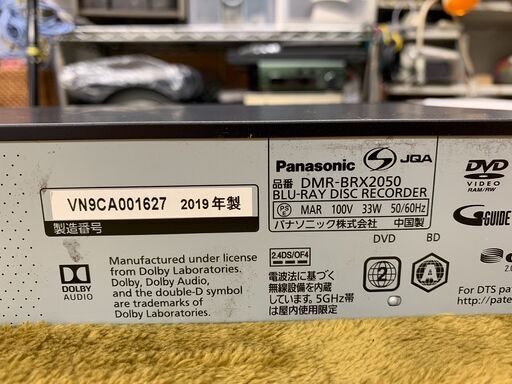 VN9CA001627 2019年製
製造番号
DOLBY
AUDIO
Manufactured under license
from Dolby Laboratories.
Dolby, Dolby Audio,
and the double-D symbol
are trademarks of
Dolby Laboratories.
Panasonic
JQA
品番 DMR-BRX2050
BLU-RAY DISC RECORDER
PS E MAR 100V 33W 50/60Hz
パナソニック株式会社 中国製
2.4DS/OF4
電波法に基づく
無線設備を内蔵
しています。5GHz帯
は屋内使用限定
DVD BD
2 A
DVD
VIDEO
RAM/RW
G-GUIDE
For DTS pat
http://pate